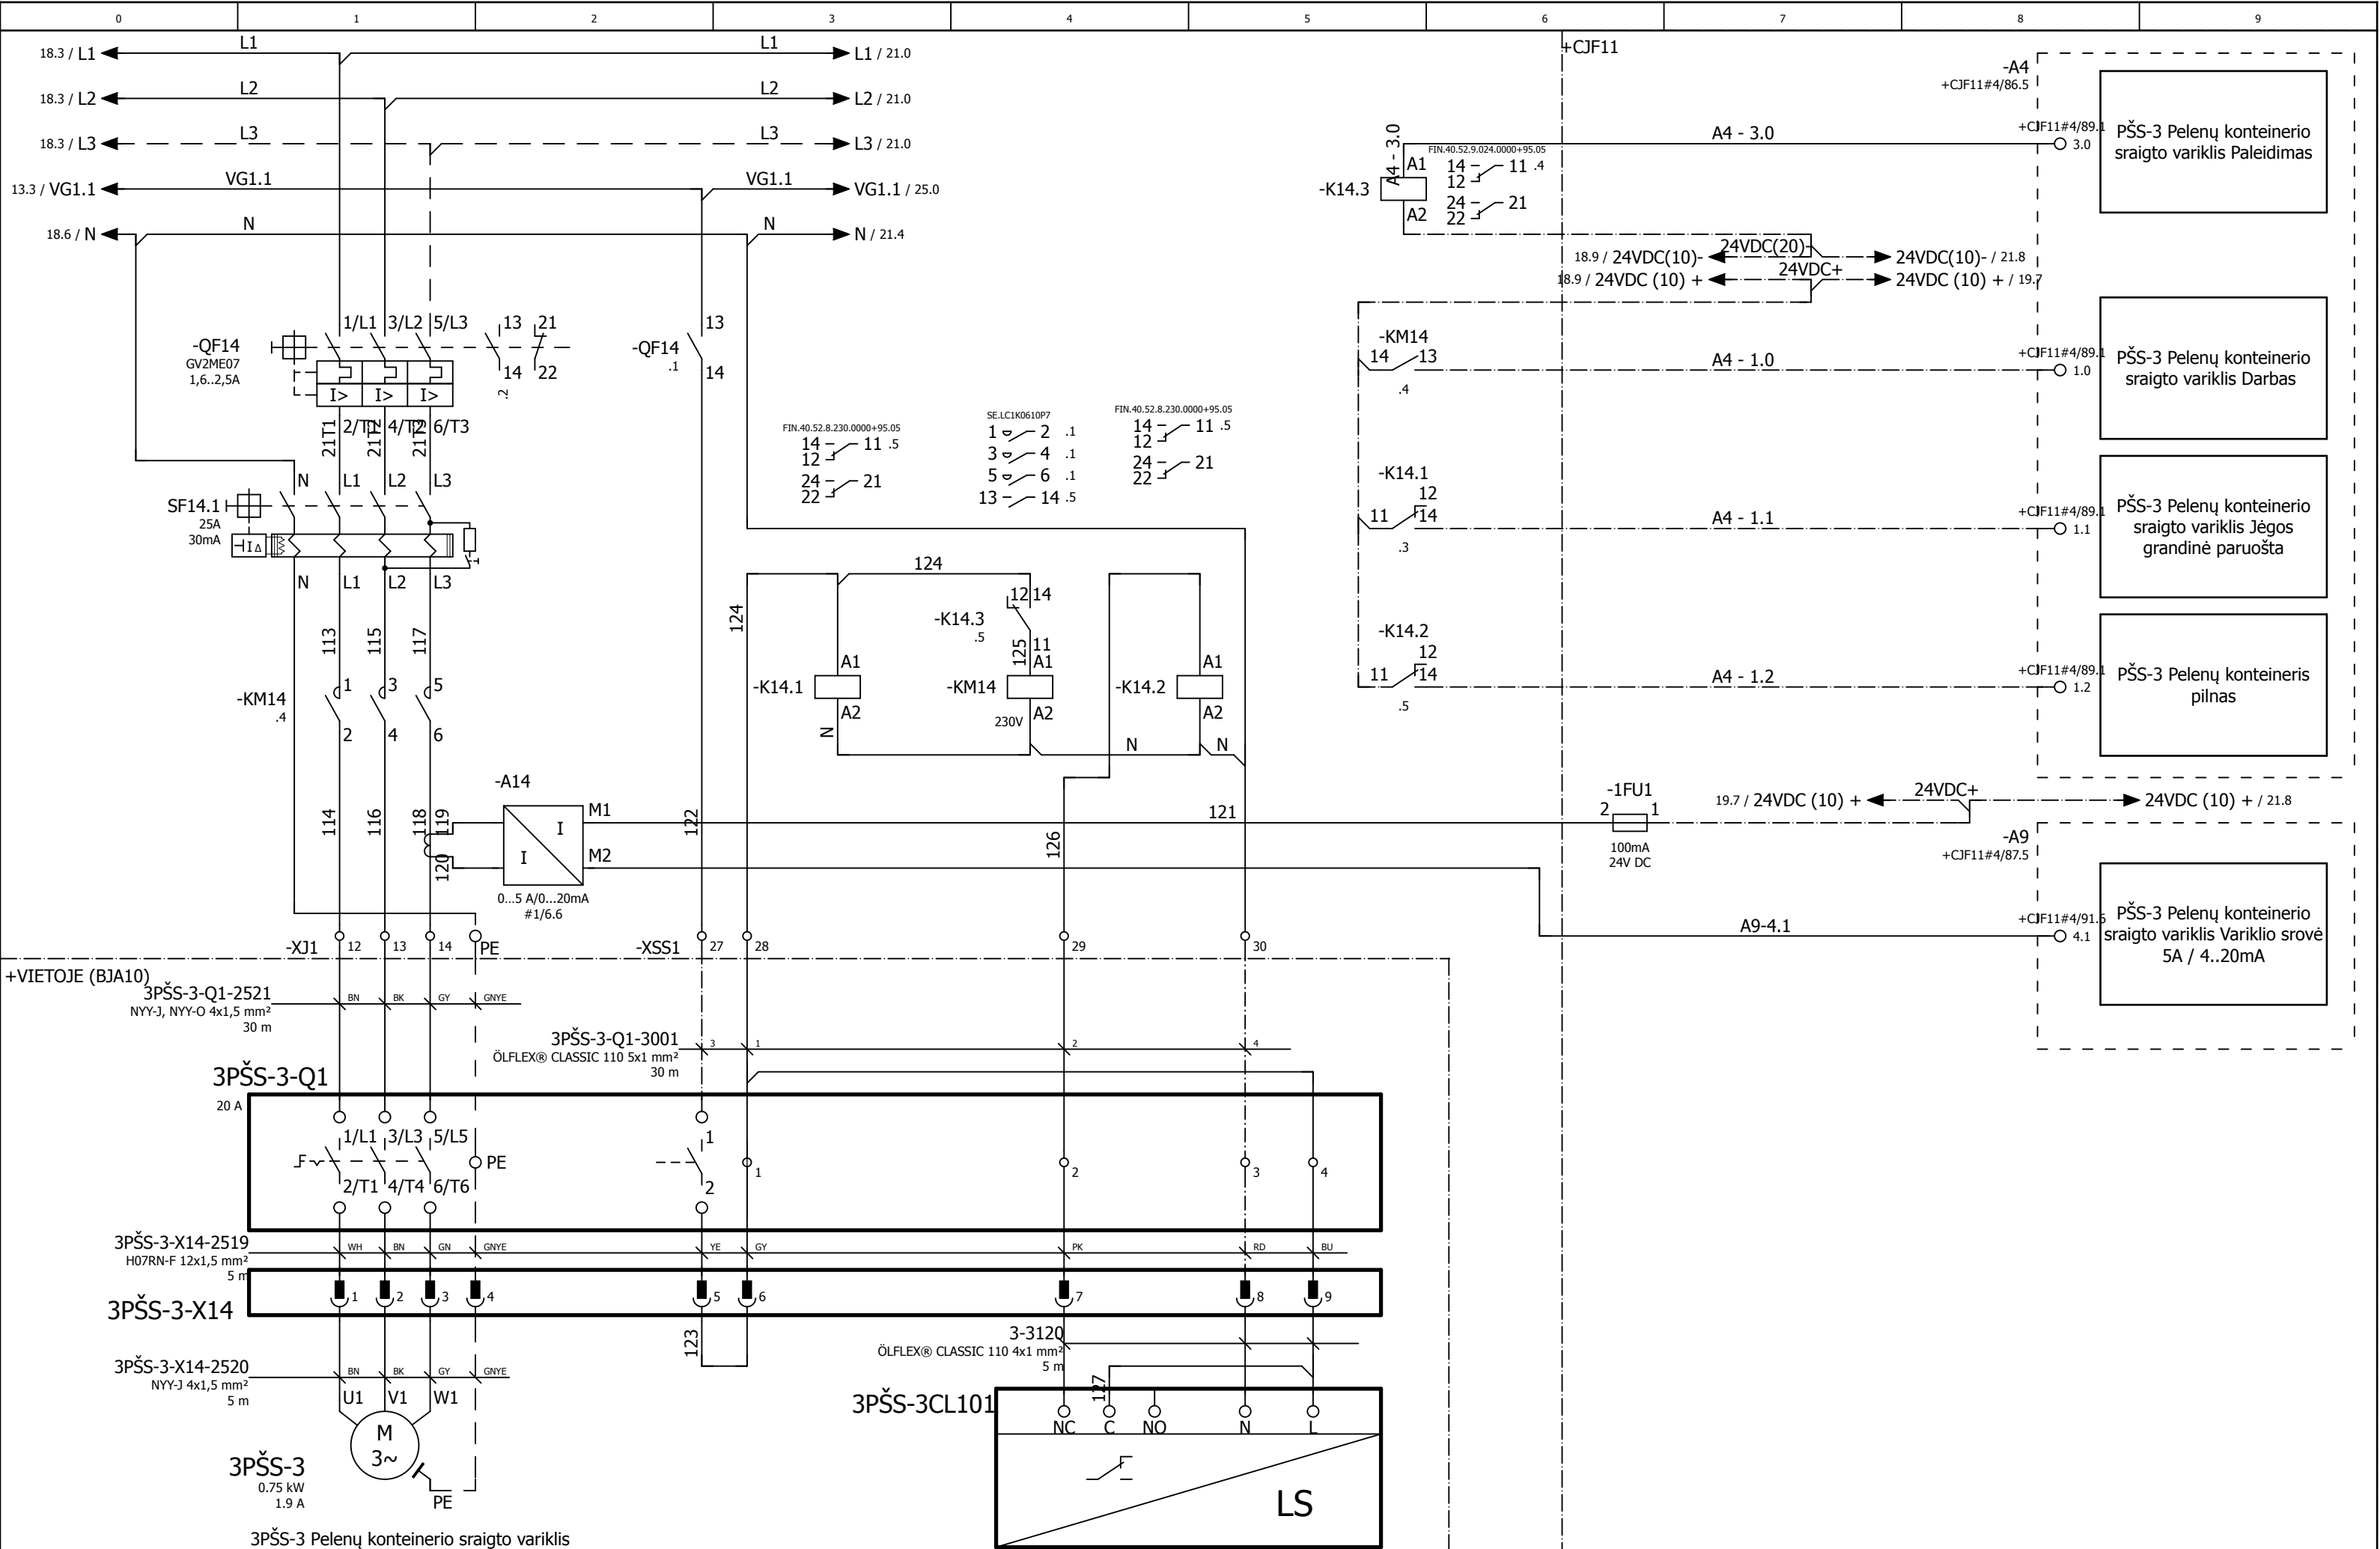 0 1 2 3 4 5 6 7 8 9
18.3 / L1 L1 L1 L1 / 21.0
18.3 / L2 L2 L2 L2 / 21.0
18.3 / L3 L3 L3 L3 / 21.0
13.3 / VG1.1 VG1.1 VG1.1 VG1.1 / 25.0
18.6 / N N N N / 21.4
+CJF11
-A4
+CJF11#4/86.5
A4 - 3.0
+CJF11#4/89.1
3.0
PŠS-3 Pelenų konteinerio
sraigto variklis Paleidimas
A4 - 3.0
-K14.3
A1
A2
FIN.40.52.9.024.0000+95.05
14 11 .4
12
24 21
22
24VDC(20)-
18.9 / 24VDC(10)- 24VDC(10)- / 21.8
24VDC+
18.9 / 24VDC (10) + 24VDC (10) + / 19.7
-QF14
GV2ME07
1,6..2,5A
1/L1 3/L2 5/L3
13 21
14 22
.2
I> I> I>
2/T1 4/T2 6/T3
21T1 21T2 21T3
-QF14
.1
13
14
-KM14
14 13
.4
A4 - 1.0
+CJF11#4/89.1
1.0
PŠS-3 Pelenų konteinerio
sraigto variklis Darbas
FIN.40.52.8.230.0000+95.05
14 11 .5
12
24 21
22
SE.LC1K0610P7
1 2 .1
3 4 .1
5 6 .1
13 14 .5
FIN.40.52.8.230.0000+95.05
14 11 .5
12
24 21
22
SF14.1
25A
30mA
N L1 L2 L3
I∆
N L1 L2 L3
-K14.1
12
11 14
.3
A4 - 1.1
+CJF11#4/89.1
1.1
PŠS-3 Pelenų konteinerio
sraigto variklis Jėgos
grandinė paruošta
113 115 117
-KM14
.4
1 3 5
2 4 6
124
124
-K14.3
.5
12 14
11
125
-K14.1
A1
A2
N
-KM14
230V
A1
A2
-K14.2
A1
A2
N N
-K14.2
12
11 14
.5
A4 - 1.2
+CJF11#4/89.1
1.2
PŠS-3 Pelenų konteineris
pilnas
114 116 118 119
120
-A14
I
I
M1
M2
0...5 A/0...20mA
#1/6.6
122
126
121
-1FU1
2 1
100mA
24V DC
19.7 / 24VDC (10) + 24VDC+ 24VDC (10) + / 21.8
-A9
+CJF11#4/87.5
A9-4.1
+CJF11#4/91.5
4.1
PŠS-3 Pelenų konteinerio
sraigto variklis Variklio srovė
5A / 4..20mA
-XJ1 12 13 14 PE
-XSS1 27 28 29 30
+VIETOJE (BJA10)
3PŠS-3-Q1-2521
NYY-J, NYY-O 4x1,5 mm²
30 m
BN BK GY GNYE
3PŠS-3-Q1-3001
ÖLFLEX® CLASSIC 110 5x1 mm²
30 m
3 1 2 4
3PŠS-3-Q1
20 A
1/L1 3/L3 5/L5
PE
2/T1 4/T4 6/T6
1
2
1 2 3 4
3PŠS-3-X14-2519
H07RN-F 12x1,5 mm²
5 m
WH BN GN GNYE YE GY PK RD BU
3PŠS-3-X14
1 2 3 4 5 6 7 8 9
123
3-3120
ÖLFLEX® CLASSIC 110 4x1 mm²
5 m
3PŠS-3-X14-2520
NYY-J 4x1,5 mm²
5 m
BN BK GY GNYE
U1 V1 W1
M
3~
PE
3PŠS-3
0.75 kW
1.9 A
3PŠS-3CL101
127
NC C NO N L
LS
3PŠS-3 Pelenų konteinerio sraigto variklis